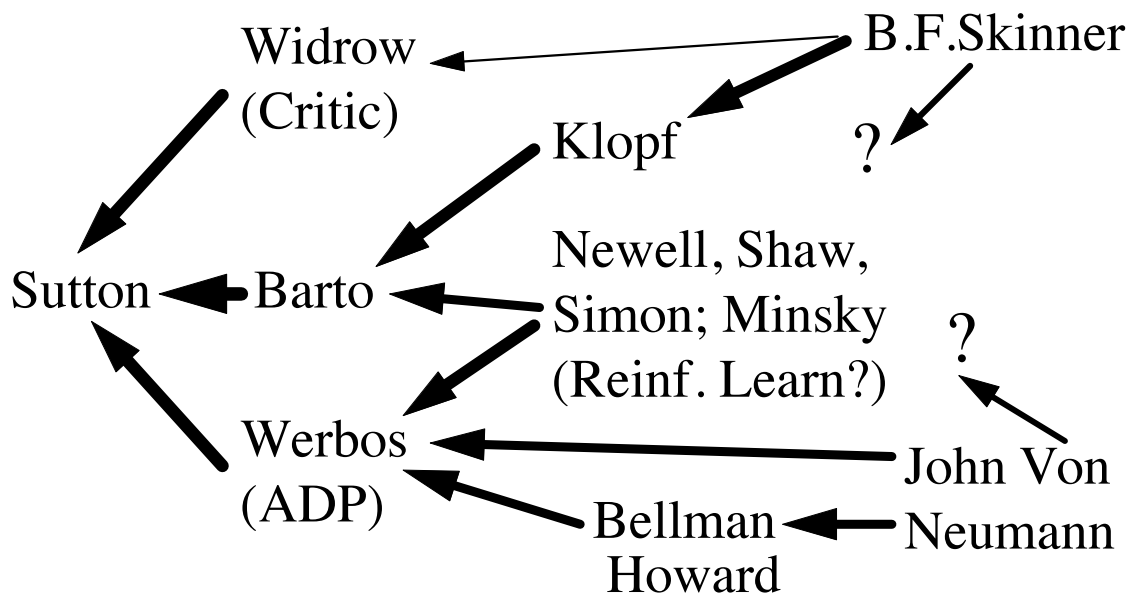 Widrow
(Critic)
B.F.Skinner
Klopf
?
Newell, Shaw,
Simon; Minsky
(Reinf. Learn?)
Sutton
Barto
?
Werbos
(ADP)
John Von
Neumann
Bellman
Howard